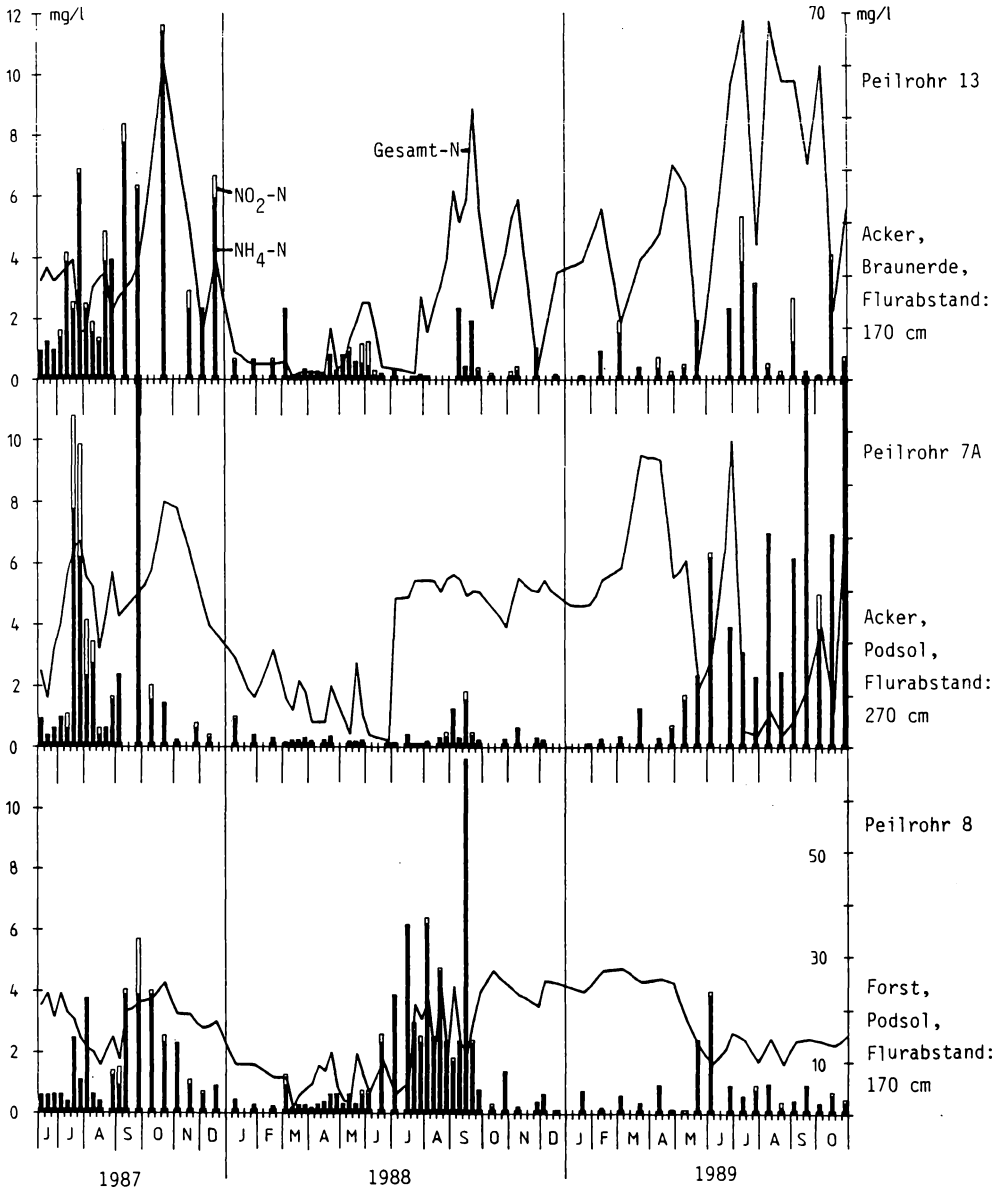 12 mg/l 70 mg/l
10
8
6
4
2
0
Peilrohr 13
Gesamt-N
NO2-N
NH4-N
Acker,
Braunerde,
Flurabstand:
170 cm
10
8
6
4
2
0
Peilrohr 7A
Acker,
Podsol,
Flurabstand:
270 cm
10
8
6
4
2
0
Peilrohr 8
50
30
10
Forst,
Podsol,
Flurabstand:
170 cm
J J A S O N D J F M A M J J A S O N D J F M A M J J A S O
1987 1988 1989